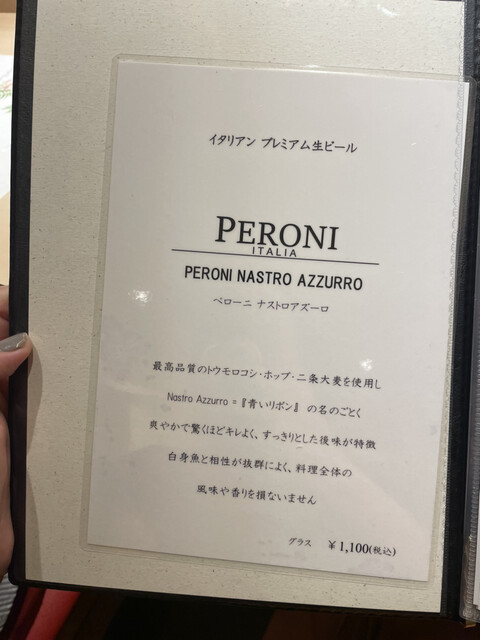 イタリアン プレミアム生ビール
PERONI
ITALIA
PERONI NASTRO AZZURRO
ペローニ ナストロアズーロ
最高品質のトウモロコシ・ホップ・二条大麦を使用し
Nastro Azzurro =『青いリボン』 の名のごとく
爽やかで驚くほどキレよく、すっきりとした後味が特徴
白身魚と相性が抜群によく、料理全体の
風味や香りを損ないません
グラス ¥1,100(税込)